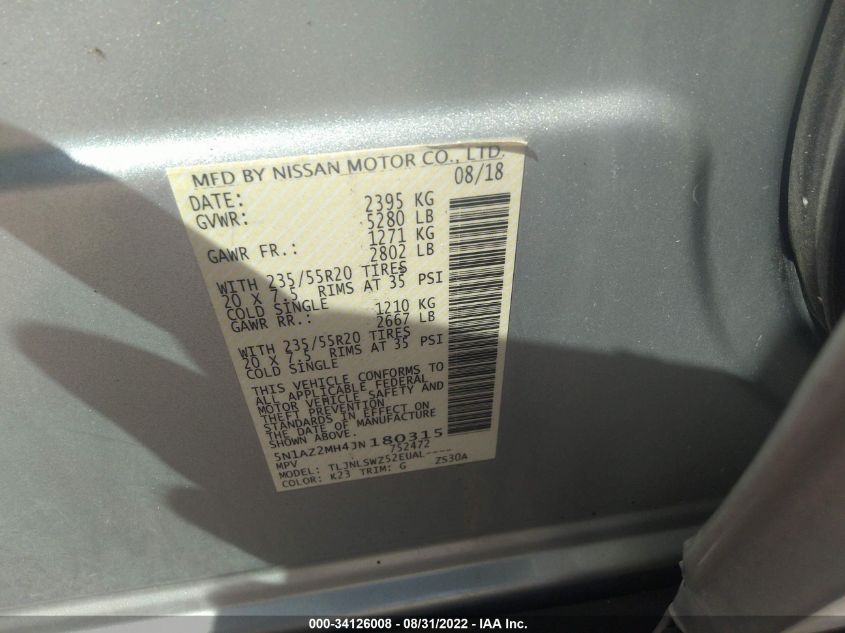 MFD BY NISSAN MOTOR CO., LTD.
DATE: 08/18
GVWR: 2395 KG
5280 LB
GAWR FR.: 1271 KG
2802 LB
WITH 235/55R20 TIRES
20 X 7.5 RIMS AT 35 PSI
COLD SINGLE
GAWR RR.: 1210 KG
2667 LB
WITH 235/55R20 TIRES
20 X 7.5 RIMS AT 35 PSI
COLD SINGLE
THIS VEHICLE CONFORMS TO
ALL APPLICABLE FEDERAL
MOTOR VEHICLE SAFETY AND
THEFT PREVENTION
STANDARDS IN EFFECT ON
THE DATE OF MANUFACTURE
SHOWN ABOVE.
5N1AZ2MH4JN180315
MPV 752472
MODEL: TLJNLSWZ52EUAL----
COLOR: K23 TRIM: G ZS30A
000-34126008 - 08/31/2022 - IAA Inc.